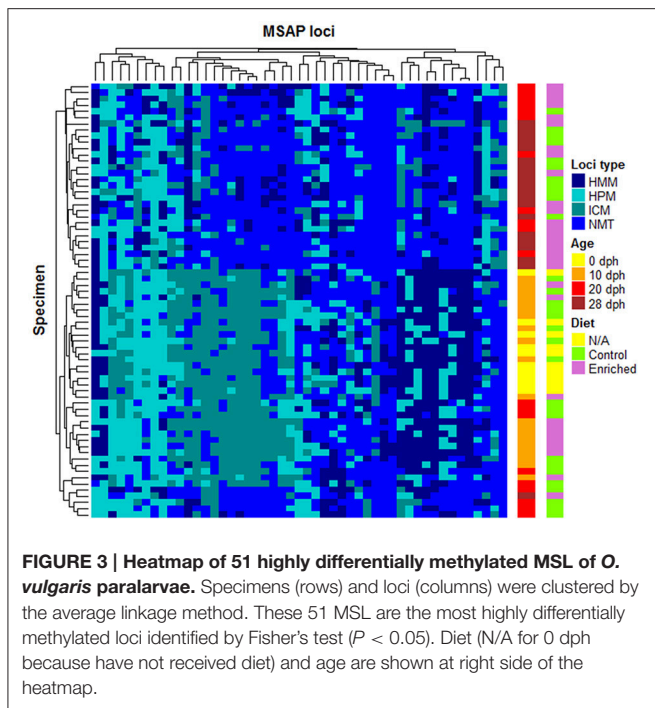 MSAP loci
Specimen
Loci type
HMM
HPM
ICM
NMT
Age
0 dph
10 dph
20 dph
28 dph
Diet
N/A
Control
Enriched
FIGURE 3 | Heatmap of 51 highly differentially methylated MSL of O.
vulgaris paralarvae. Specimens (rows) and loci (columns) were clustered by
the average linkage method. These 51 MSL are the most highly differentially
methylated loci identified by Fisher's test (P < 0.05). Diet (N/A for 0 dph
because have not received diet) and age are shown at right side of the
heatmap.